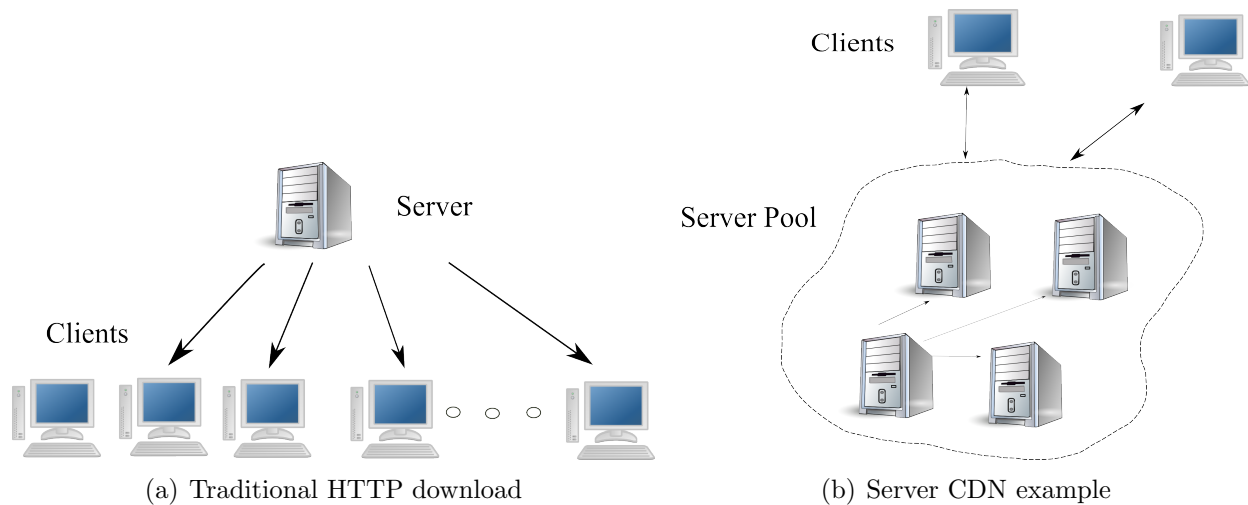 Server
Clients
(a) Traditional HTTP download
Clients
Server Pool
(b) Server CDN example